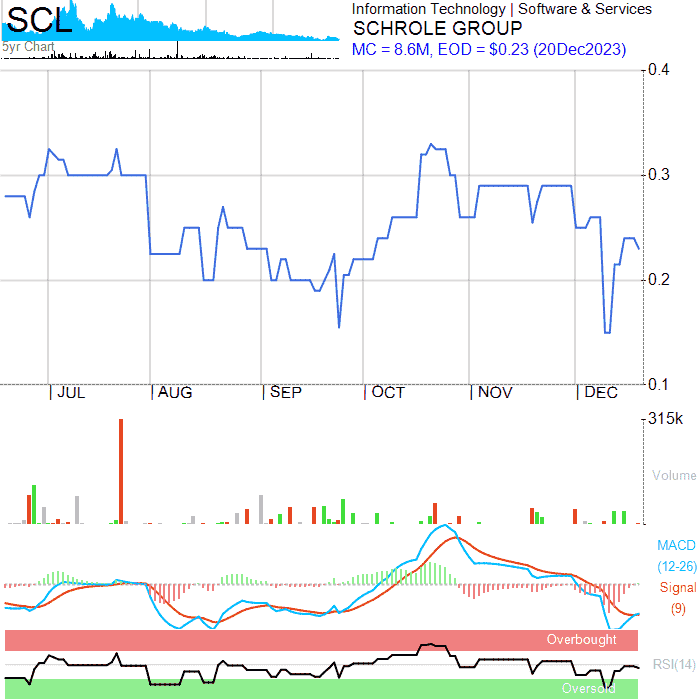 SCL
5yr Chart
Information Technology | Software & Services
SCHROLE GROUP
MC = 8.6M, EOD = $0.23 (20Dec2023)
0.4
0.3
0.2
0.1
JUL
AUG
SEP
OCT
NOV
DEC
315k
Volume
MACD
(12-26)
Signal
(9)
Overbought
RSI(14)
Oversold